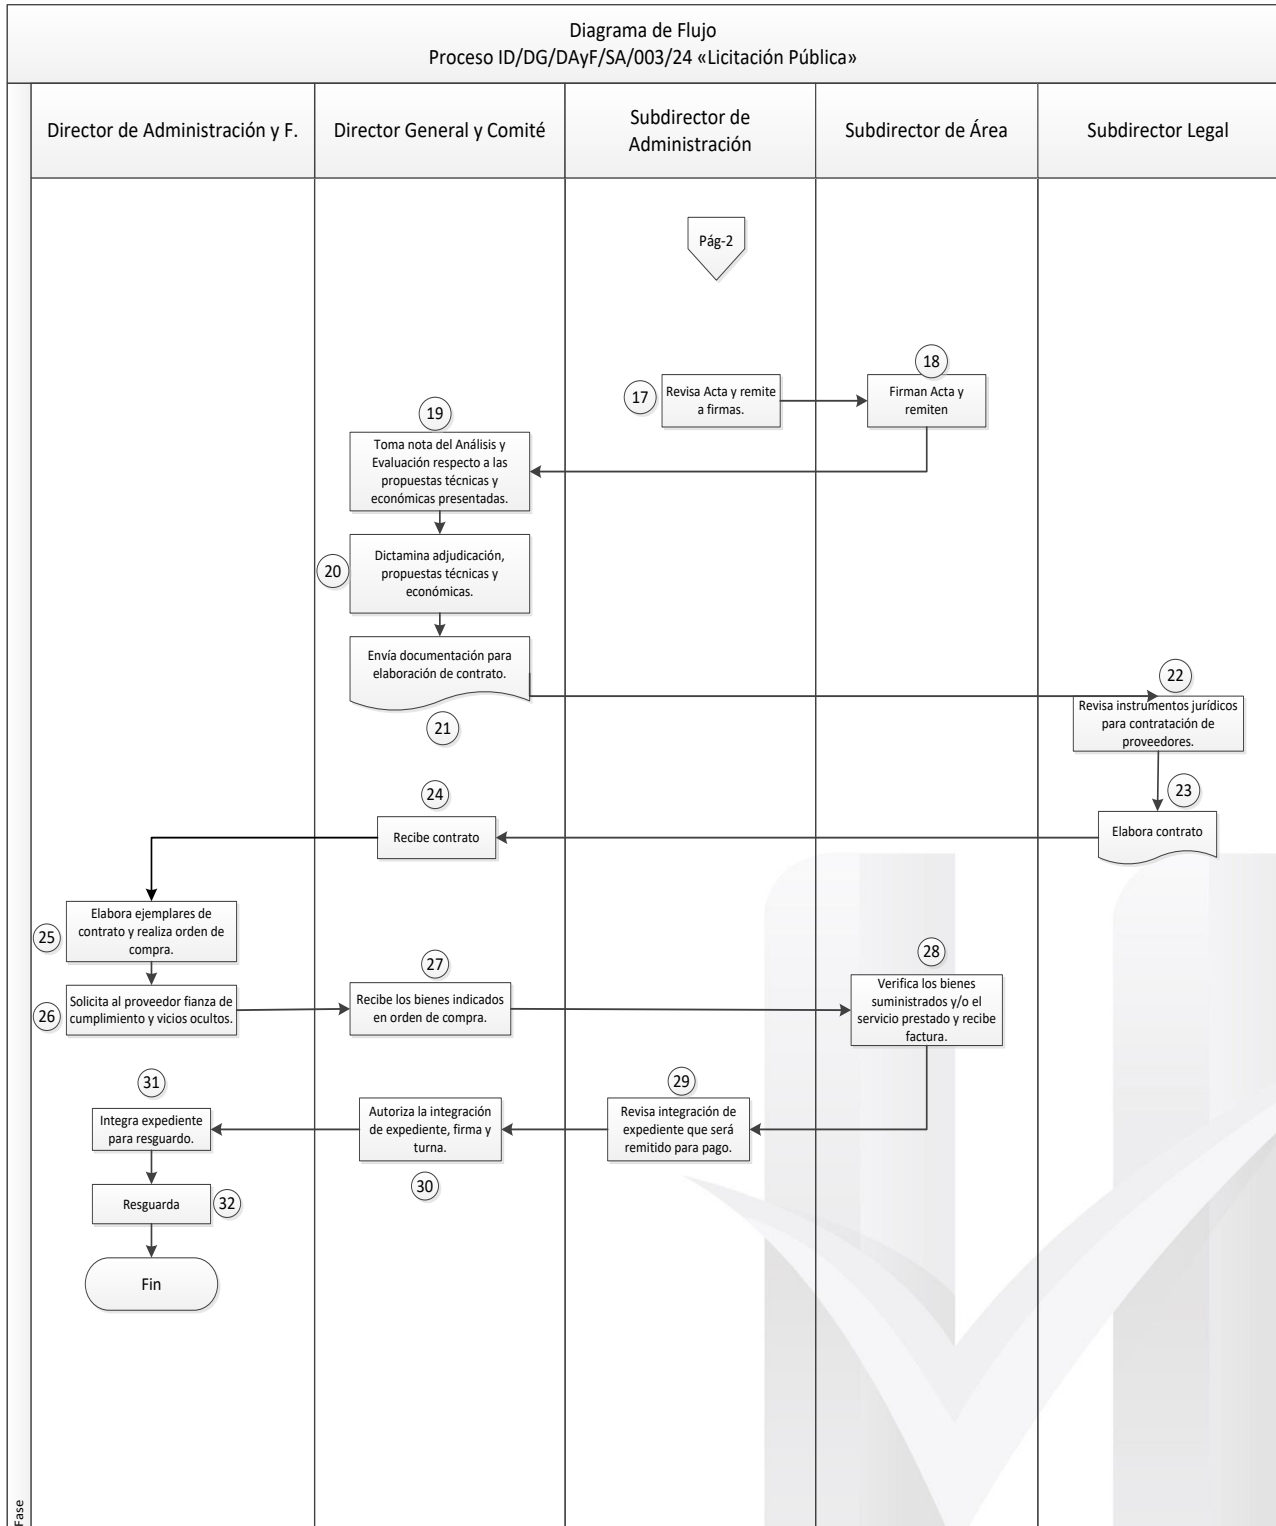 Diagrama de Flujo
Proceso ID/DG/DAyF/SA/003/24 «Licitación Pública»
Director de Administración y F.
Director General y Comité
Subdirector de
Administración
Subdirector de Área
Subdirector Legal
Pág-2
17
Revisa Acta y remite
a firmas.
18
Firman Acta y
remiten
19
Toma nota del Análisis y
Evaluación respecto a las
propuestas técnicas y
económicas presentadas.
20
Dictamina adjudicación,
propuestas técnicas y
económicas.
Envía documentación para
elaboración de contrato.
21
22
Revisa instrumentos jurídicos
para contratación de
proveedores.
23
Elabora contrato
24
Recibe contrato
25
Elabora ejemplares de
contrato y realiza orden de
compra.
26
Solicita al proveedor fianza de
cumplimiento y vicios ocultos.
27
Recibe los bienes indicados
en orden de compra.
28
Verifica los bienes
suministrados y/o el
servicio prestado y recibe
factura.
29
Revisa integración de
expediente que será
remitido para pago.
Autoriza la integración
de expediente, firma y
turna.
30
31
Integra expediente
para resguardo.
Resguarda
32
Fin
Fase